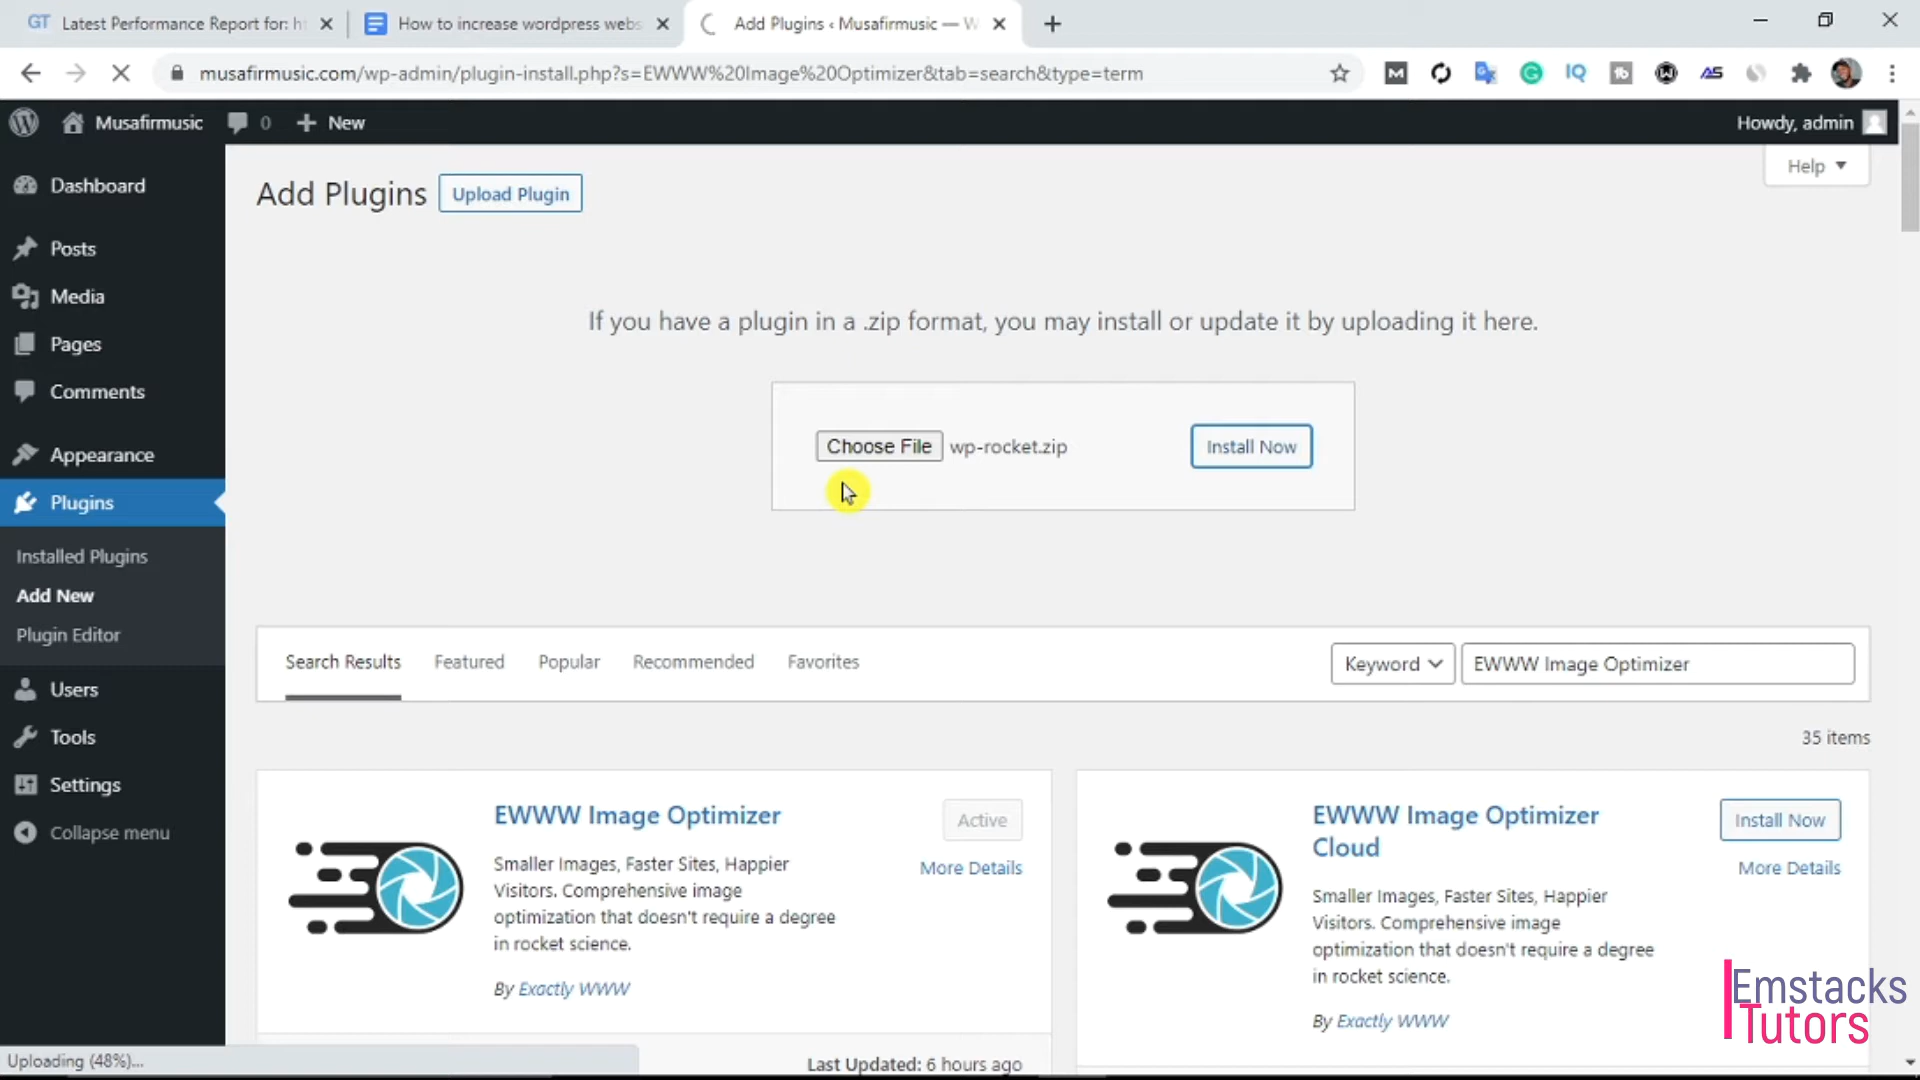 GT Latest Performance Report for: ht
How to increase wordpress webs
Add Plugins ‹ Musafirmusic — W
musafirmusic.com/wp-admin/plugin-install.php?s=EWWW%20Image%20Optimizer&tab=search&type=term
Musafirmusic
0
New
Howdy, admin
Help
Dashboard
Posts
Media
Pages
Comments
Appearance
Plugins
Installed Plugins
Add New
Plugin Editor
Users
Tools
Settings
Collapse menu
Add Plugins
Upload Plugin
If you have a plugin in a .zip format, you may install or update it by uploading it here.
Choose File wp-rocket.zip
Install Now
Search Results
Featured
Popular
Recommended
Favorites
Keyword
EWWW Image Optimizer
35 items
EWWW Image Optimizer
Active
More Details
Smaller Images, Faster Sites, Happier
Visitors. Comprehensive image
optimization that doesn't require a degree
in rocket science.
By Exactly WWW
Last Updated: 6 hours ago
EWWW Image Optimizer
Cloud
Install Now
More Details
Smaller Images, Faster Sites, Happier
Visitors. Comprehensive image
optimization that doesn't require a degree
in rocket science.
By Exactly WWW
Emstacks
Tutors
Uploading (48%)...